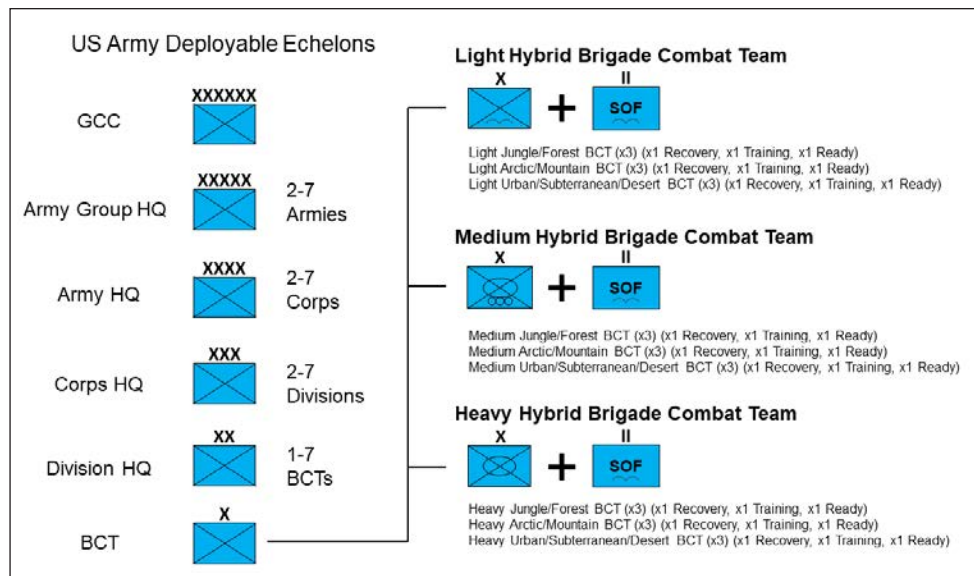 US Army Deployable Echelons
GCC
XXXXXX
Army Group HQ
XXXXX
2-7
Armies
Army HQ
XXXX
2-7
Corps
Corps HQ
XXX
2-7
Divisions
Division HQ
XX
1-7
BCTs
BCT
X
Light Hybrid Brigade Combat Team
X
+
II
SOF
Light Jungle/Forest BCT (x3) (x1 Recovery, x1 Training, x1 Ready)
Light Arctic/Mountain BCT (x3) (x1 Recovery, x1 Training, x1 Ready)
Light Urban/Subterranean/Desert BCT (x3) (x1 Recovery, x1 Training, x1 Ready)
Medium Hybrid Brigade Combat Team
X
+
II
SOF
Medium Jungle/Forest BCT (x3) (x1 Recovery, x1 Training, x1 Ready)
Medium Arctic/Mountain BCT (x3) (x1 Recovery, x1 Training, x1 Ready)
Medium Urban/Subterranean/Desert BCT (x3) (x1 Recovery, x1 Training, x1 Ready)
Heavy Hybrid Brigade Combat Team
X
+
II
SOF
Heavy Jungle/Forest BCT (x3) (x1 Recovery, x1 Training, x1 Ready)
Heavy Arctic/Mountain BCT (x3) (x1 Recovery, x1 Training, x1 Ready)
Heavy Urban/Subterranean/Desert BCT (x3) (x1 Recovery, x1 Training, x1 Ready)